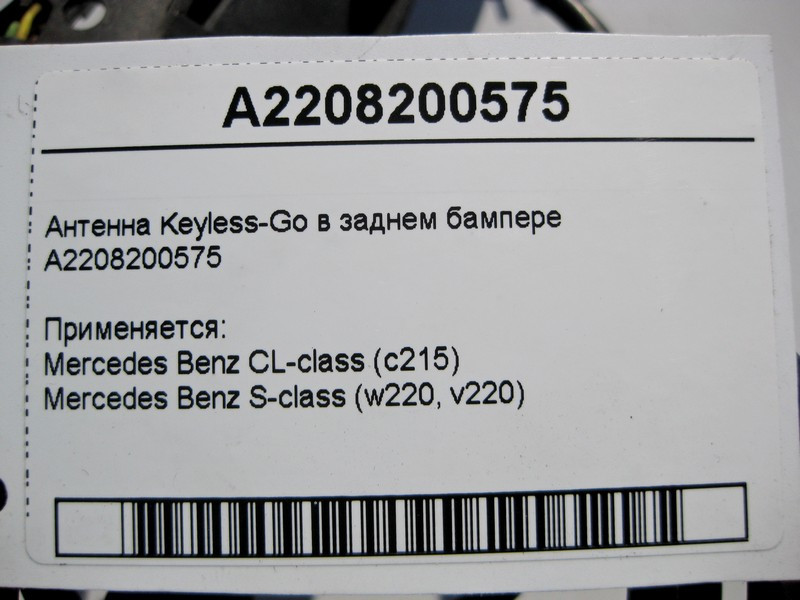 A2208200575
Антенна Keyless-Go в заднем бампере
A2208200575
Применяется:
Mercedes Benz CL-class (c215)
Mercedes Benz S-class (w220, v220)